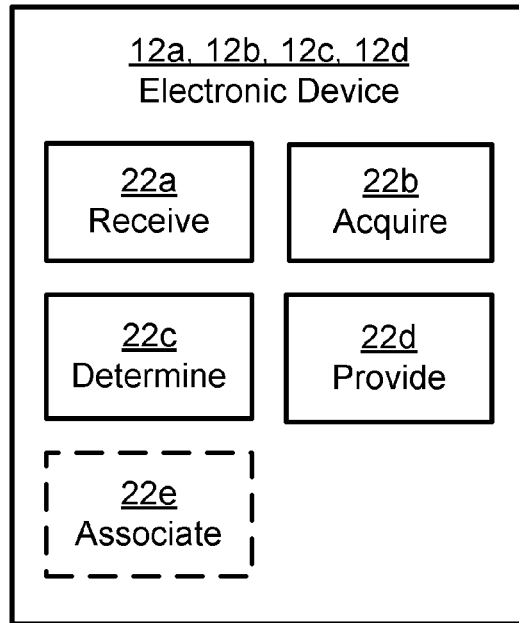 12a, 12b, 12c, 12d
Electronic Device
22a
Receive
22b
Acquire
22c
Determine
22d
Provide
22e
Associate